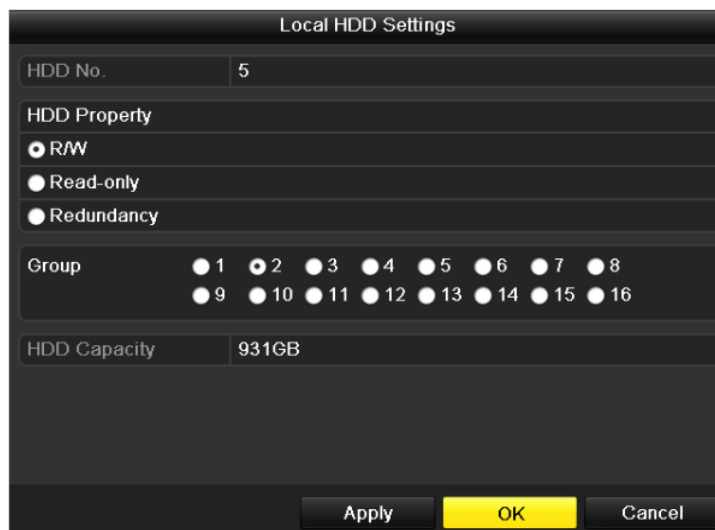 Local HDD Settings
HDD No. 5
HDD Property
R/W
Read-only
Redundancy
Group 1 2 3 4 5 6 7 8
9 10 11 12 13 14 15 16
HDD Capacity 931GB
Apply OK Cancel